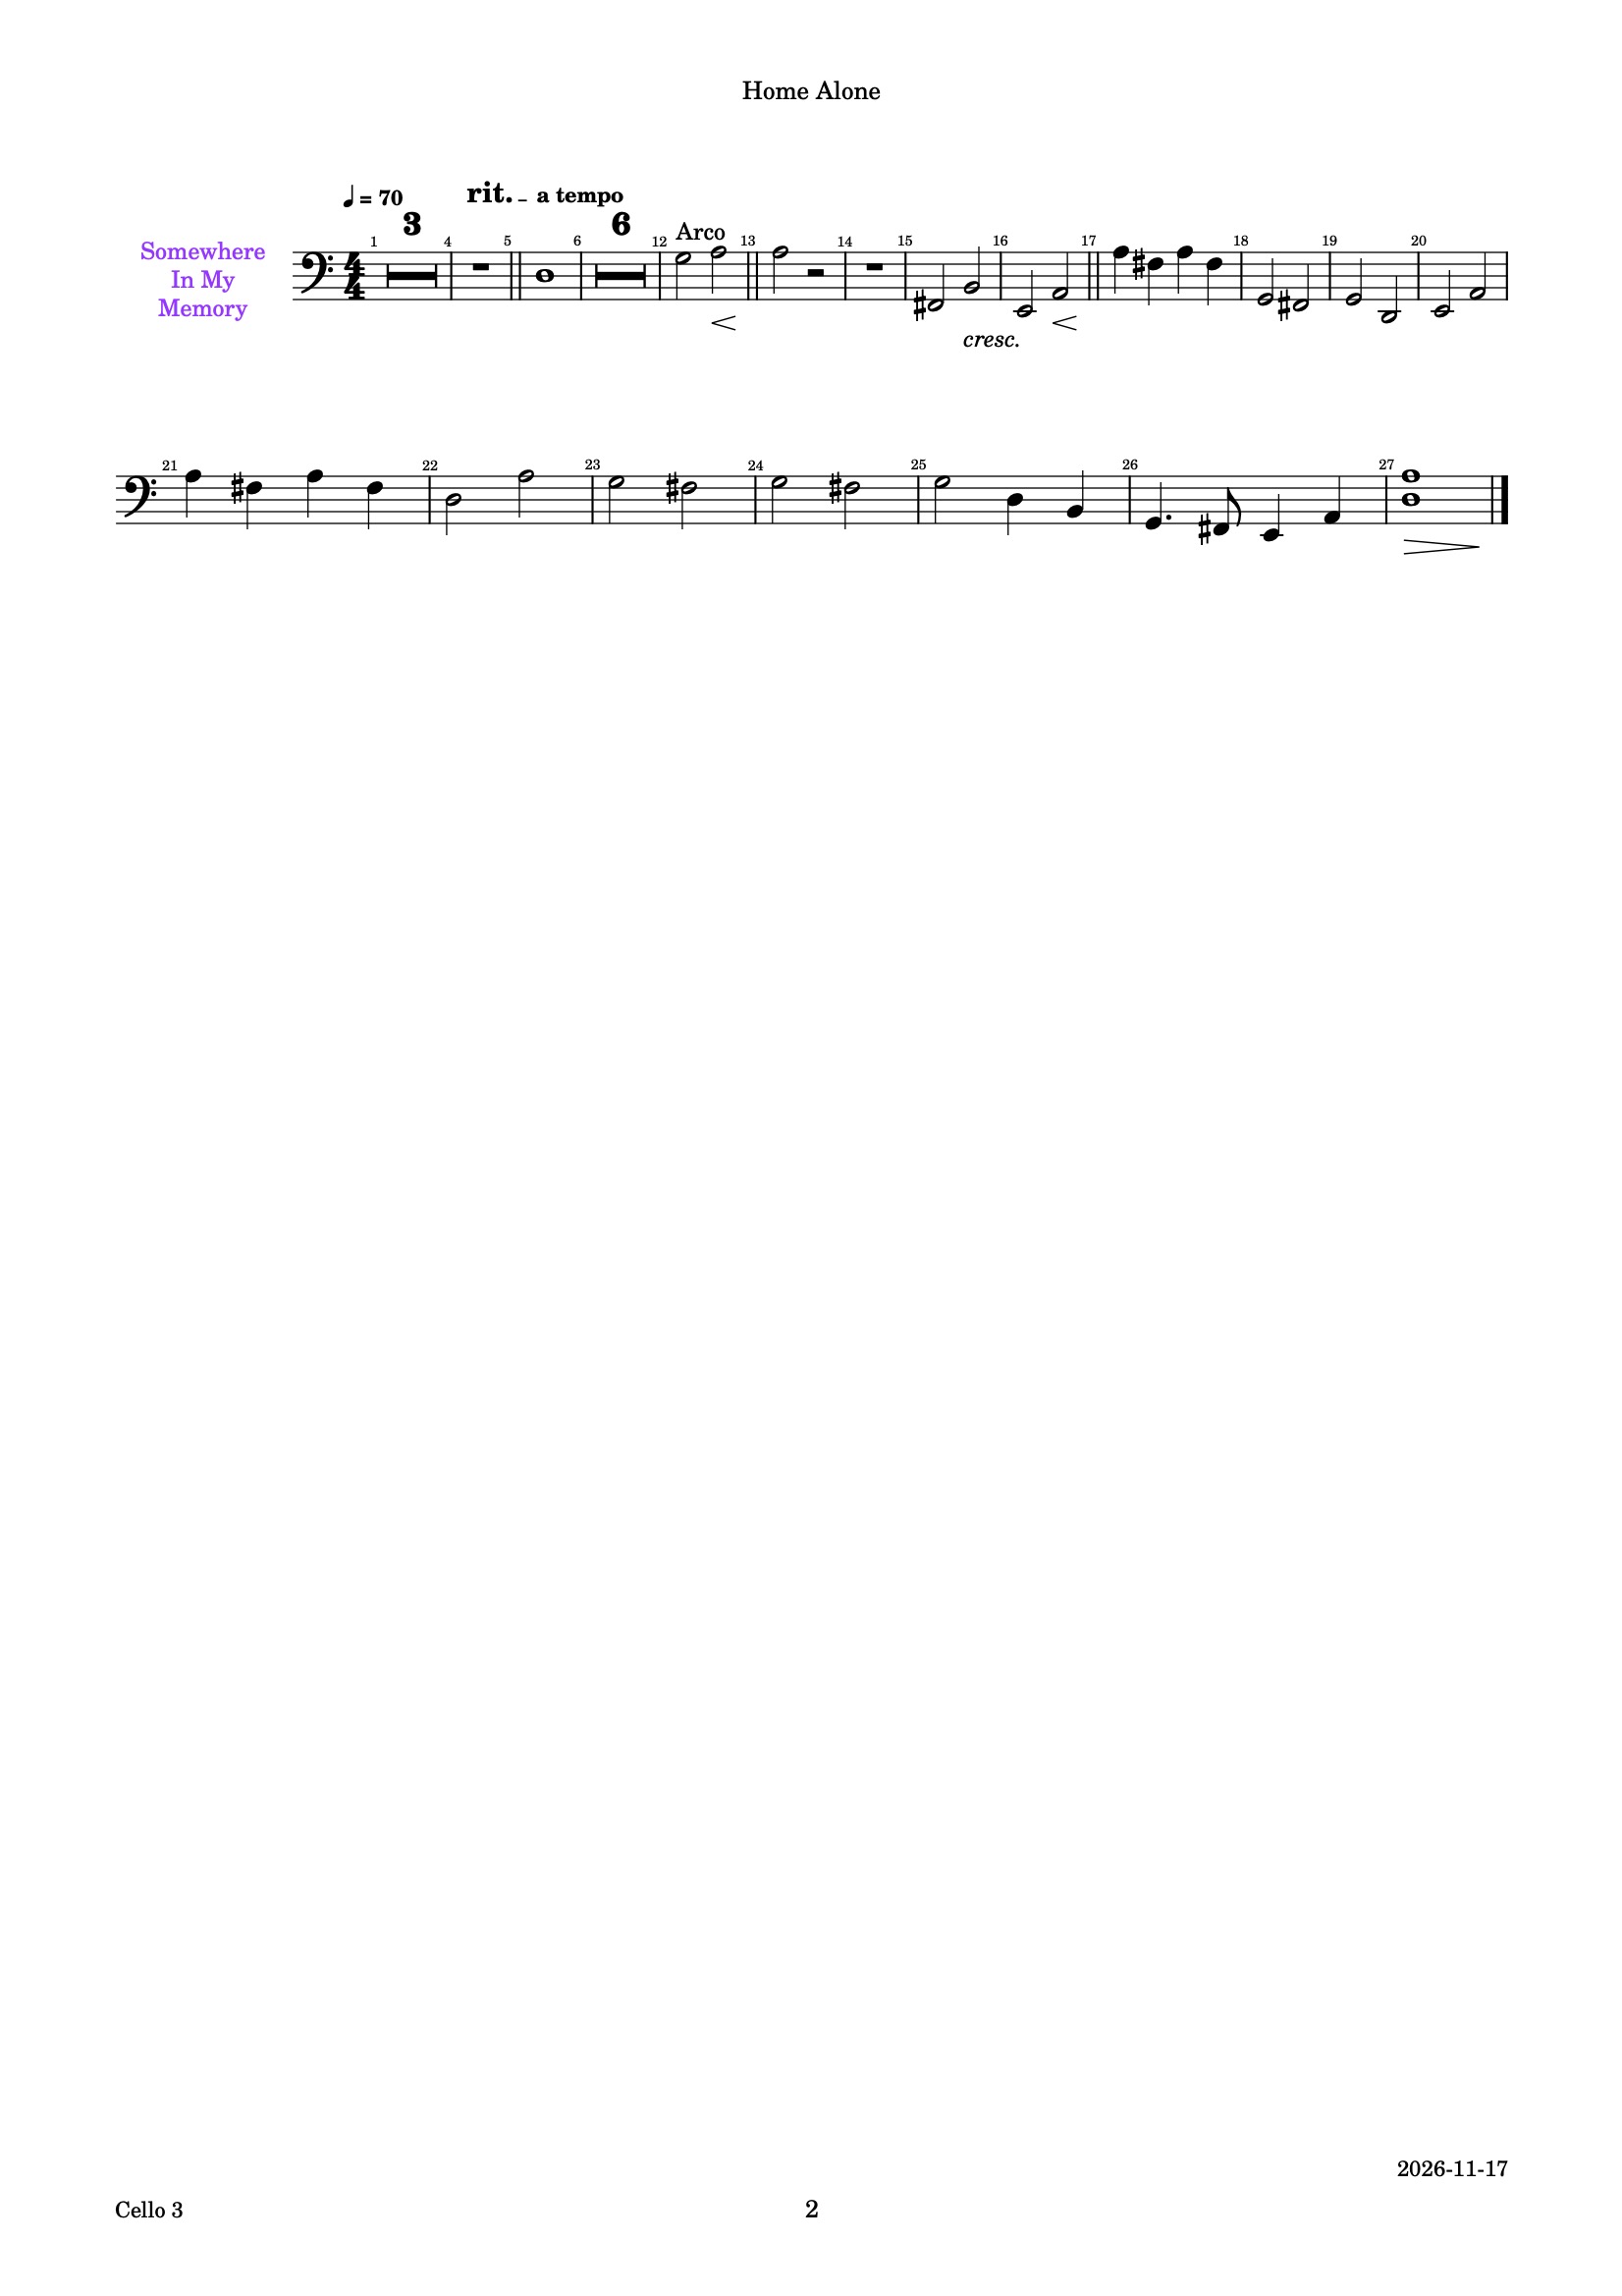 Home Alone
♩ = 70
rit. a tempo
3
6
Arco
1 4 5 6 12 13 14 15 16 17 18 19 20
Somewhere
In My
Memory
4
4
cresc.
21 22 23 24 25 26 27
2026-11-17
Cello 3
2